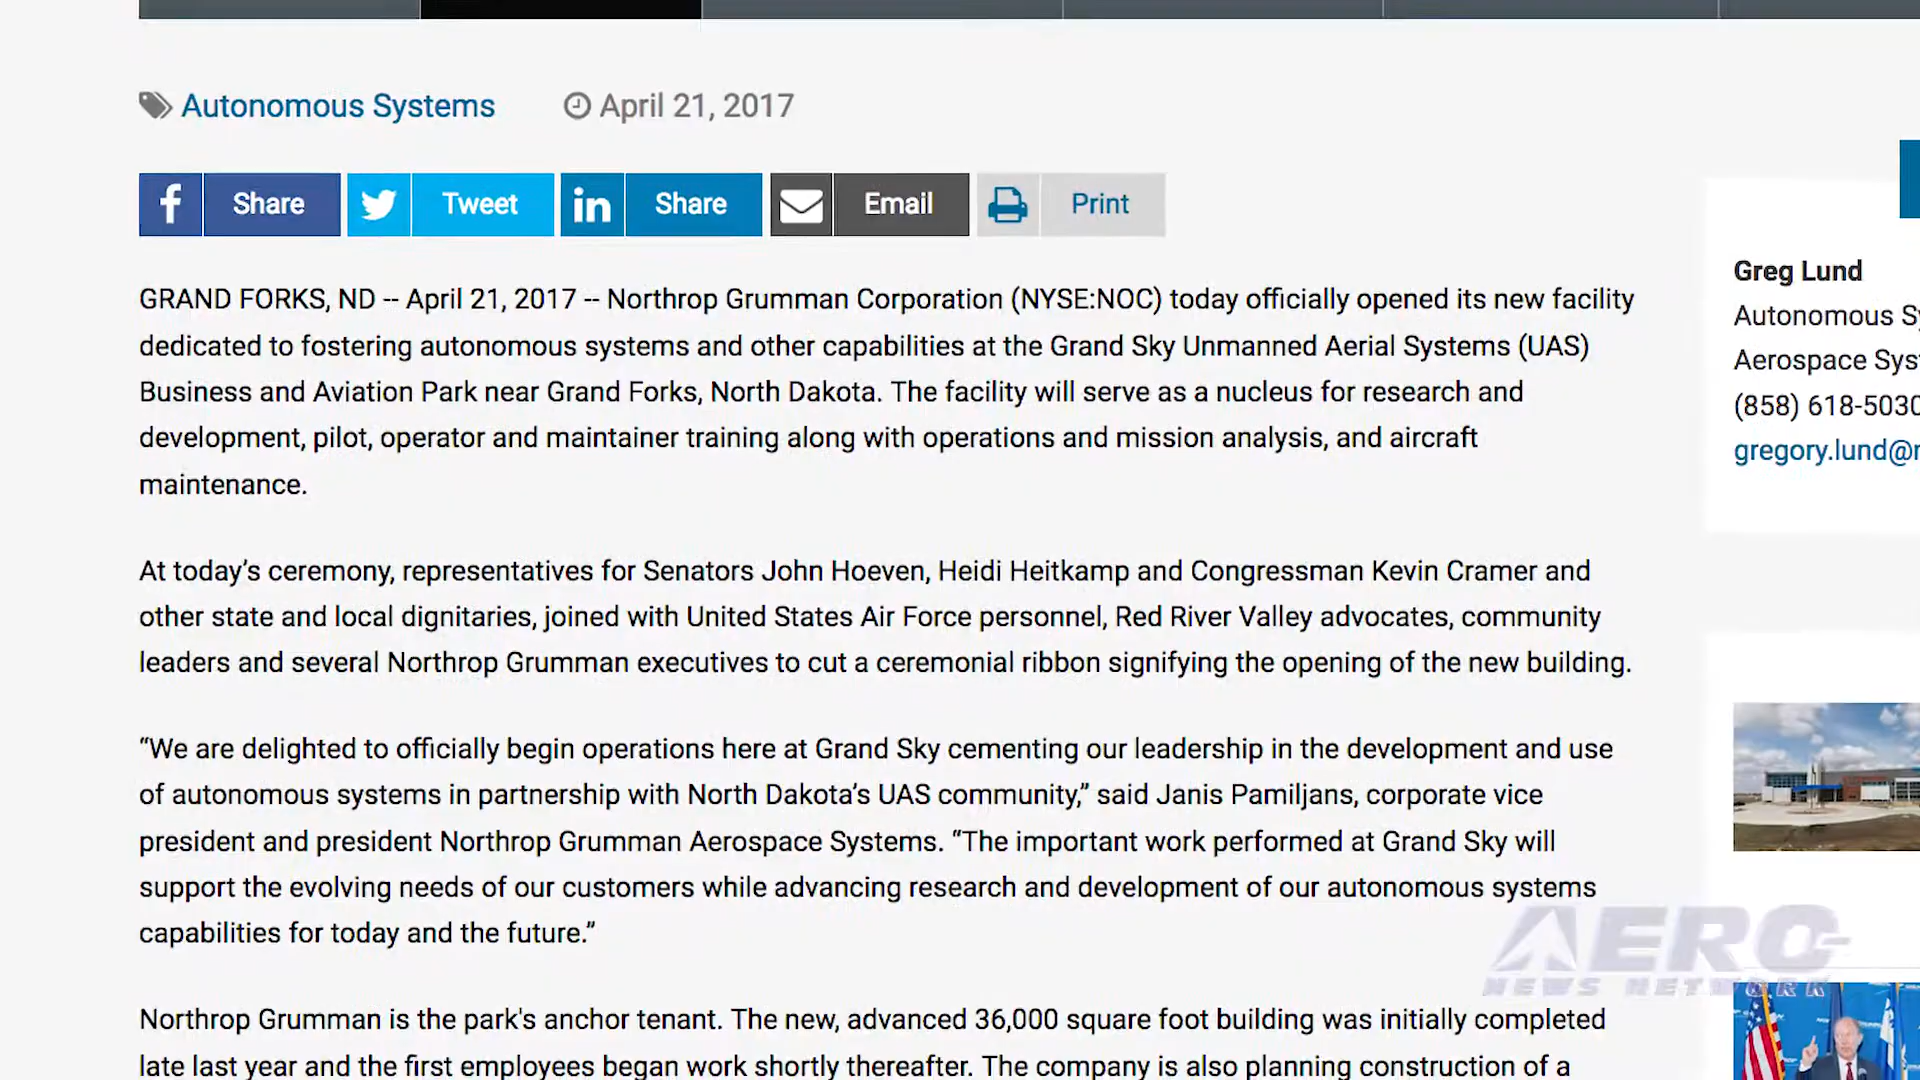 Autonomous Systems April 21, 2017
f Share Tweet in Share Email Print
GRAND FORKS, ND -- April 21, 2017 -- Northrop Grumman Corporation (NYSE:NOC) today officially opened its new facility
dedicated to fostering autonomous systems and other capabilities at the Grand Sky Unmanned Aerial Systems (UAS)
Business and Aviation Park near Grand Forks, North Dakota. The facility will serve as a nucleus for research and
development, pilot, operator and maintainer training along with operations and mission analysis, and aircraft
maintenance.
At today’s ceremony, representatives for Senators John Hoeven, Heidi Heitkamp and Congressman Kevin Cramer and
other state and local dignitaries, joined with United States Air Force personnel, Red River Valley advocates, community
leaders and several Northrop Grumman executives to cut a ceremonial ribbon signifying the opening of the new building.
“We are delighted to officially begin operations here at Grand Sky cementing our leadership in the development and use
of autonomous systems in partnership with North Dakota’s UAS community,” said Janis Pamiljans, corporate vice
president and president Northrop Grumman Aerospace Systems. “The important work performed at Grand Sky will
support the evolving needs of our customers while advancing research and development of our autonomous systems
capabilities for today and the future.”
Northrop Grumman is the park's anchor tenant. The new, advanced 36,000 square foot building was initially completed
late last year and the first employees began work shortly thereafter. The company is also planning construction of a
Greg Lund
Autonomous Sy
Aerospace Sys
(858) 618-5030
gregory.lund@
AERO-
NEWS NETWORK